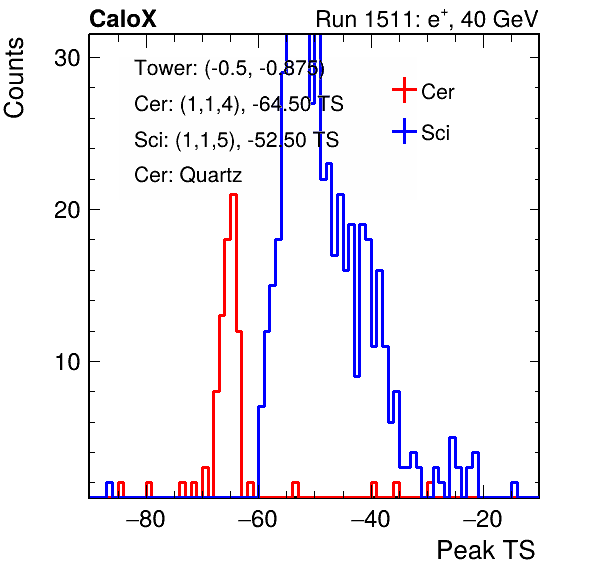 CaloX Run 1511: e⁺, 40 GeV
Counts
Tower: (-0.5, -0.875)
Cer: (1,1,4), -64.50 TS
Sci: (1,1,5), -52.50 TS
Cer: Quartz
Cer
Sci
30
20
10
−80 −60 −40 −20
Peak TS